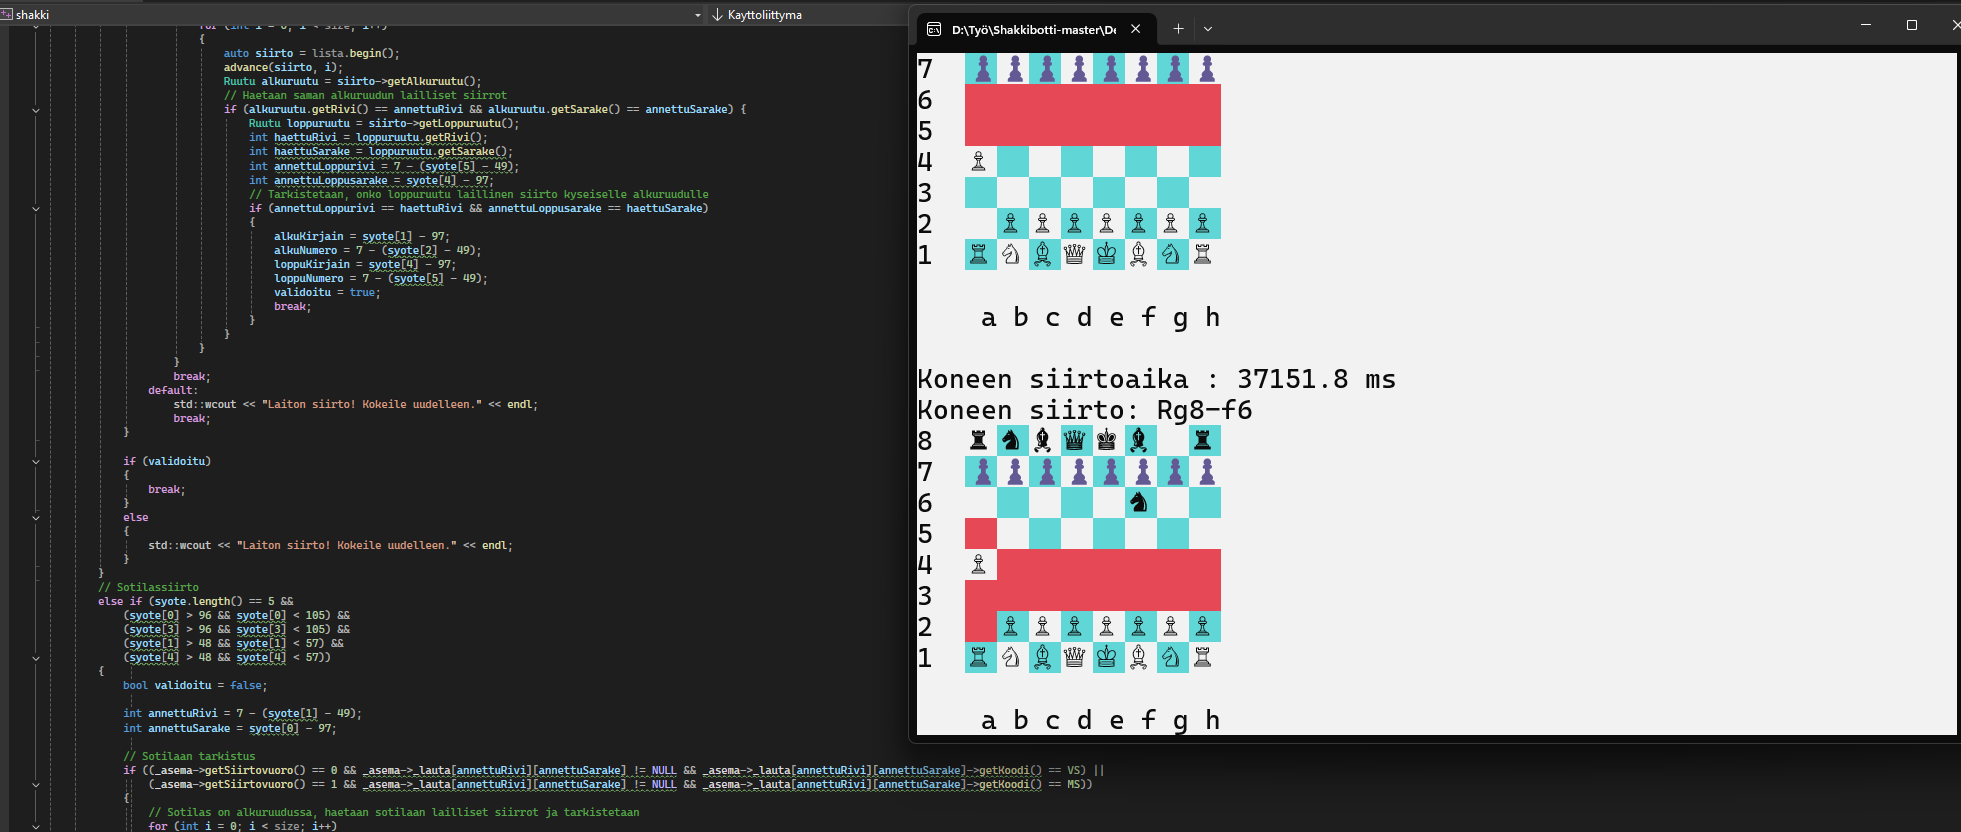 shakki
Kayttoliittyma
for (int i = 0; i < size; i++)
{
auto siirto = lista.begin();
advance(siirto, i);
Ruutu alkuruutu = siirto->getAlkuruutu();
// Haetaan saman alkuruudun lailliset siirrot
if (alkuruutu.getRivi() == annettuRivi && alkuruutu.getSarake() == annettuSarake) {
Ruutu loppuruutu = siirto->getLoppuruutu();
int haettuRivi = loppuruutu.getRivi();
int haettuSarake = loppuruutu.getSarake();
int annettuLoppurivi = 7 - (syote[5] - 49);
int annettuLoppusarake = syote[4] - 97;
// Tarkistetaan, onko loppuruutu laillinen siirto kyseiselle alkuruudulle
if (annettuLoppurivi == haettuRivi && annettuLoppusarake == haettuSarake)
{
alkuKirjain = syote[1] - 97;
alkuNumero = 7 - (syote[2] - 49);
loppuKirjain = syote[4] - 97;
loppuNumero = 7 - (syote[5] - 49);
validoitu = true;
break;
}
}
}
}
break;
default:
std::wcout << "Laiton siirto! Kokeile uudelleen." << endl;
break;
}
if (validoitu)
{
break;
}
else
{
std::wcout << "Laiton siirto! Kokeile uudelleen." << endl;
}
}
// Sotilassiirto
else if (syote.length() == 5 &&
(syote[0] > 96 && syote[0] < 105) &&
(syote[3] > 96 && syote[3] < 105) &&
(syote[1] > 48 && syote[1] < 57) &&
(syote[4] > 48 && syote[4] < 57))
{
bool validoitu = false;
int annettuRivi = 7 - (syote[1] - 49);
int annettuSarake = syote[0] - 97;
// Sotilaan tarkistus
if ((_asema->getSiirtovuoro() == 0 && _asema->_lauta[annettuRivi][annettuSarake] != NULL && _asema->_lauta[annettuRivi][annettuSarake]->getKoodi() == VS) ||
(_asema->getSiirtovuoro() == 1 && _asema->_lauta[annettuRivi][annettuSarake] != NULL && _asema->_lauta[annettuRivi][annettuSarake]->getKoodi() == MS))
{
// Sotilas on alkuruudussa, haetaan sotilaan lailliset siirrot ja tarkistetaan
for (int i = 0; i < size; i++)
D:\Työ\Shakkibotti-master\De
7 ♟ ♟ ♟ ♟ ♟ ♟ ♟ ♟
6
5
4 ♙
3
2 ♙ ♙ ♙ ♙ ♙ ♙ ♙
1 ♖ ♘ ♗ ♕ ♔ ♗ ♘ ♖
a b c d e f g h
Koneen siirtoaika : 37151.8 ms
Koneen siirto: Rg8-f6
8 ♜ ♞ ♝ ♛ ♚ ♝ ♜
7 ♟ ♟ ♟ ♟ ♟ ♟ ♟ ♟
6 ♞
5
4 ♙
3
2 ♙ ♙ ♙ ♙ ♙ ♙ ♙
1 ♖ ♘ ♗ ♕ ♔ ♗ ♘ ♖
a b c d e f g h